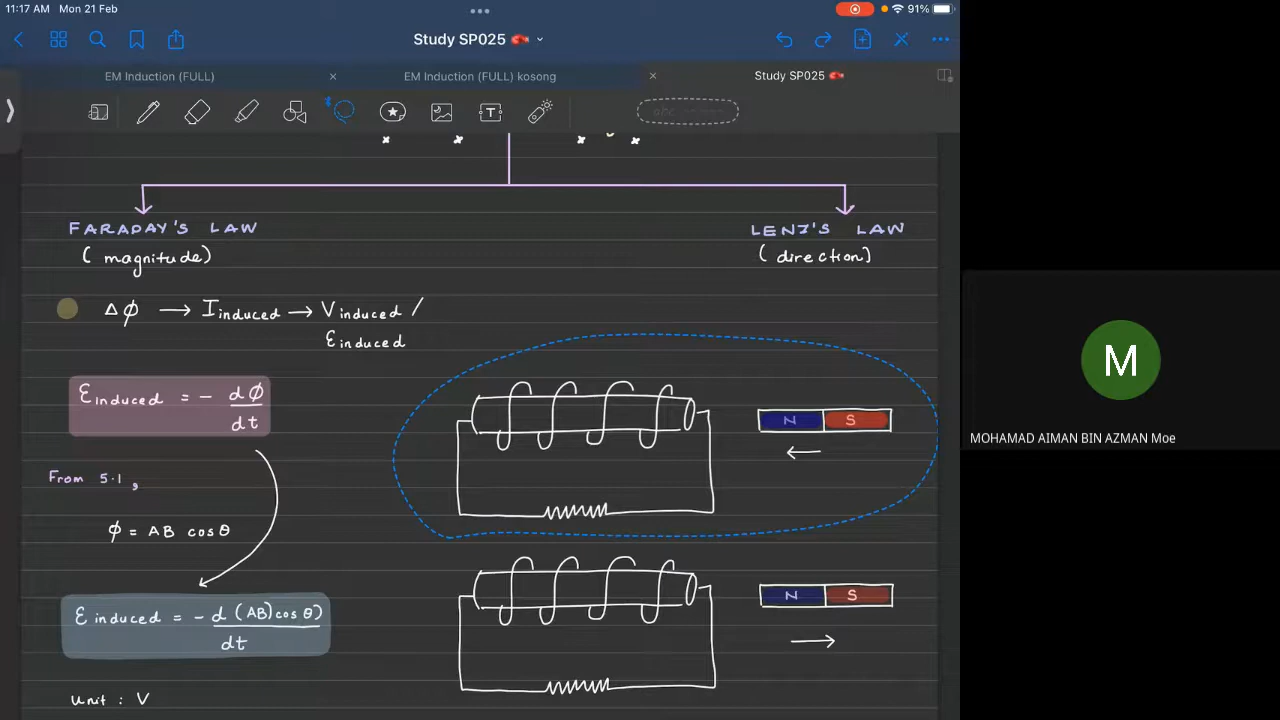 11:17 AM Mon 21 Feb
91%
Study SP025
EM Induction (FULL)
EM Induction (FULL) kosong
Study SP025
FARADAY'S LAW
(magnitude)
LENZ'S LAW
(direction)
Δϕ → I induced → V induced /
ε induced
ε induced = - dϕ
dt
N S
From 5.1,
ϕ = AB cos θ
ε induced = - d (AB) cos θ)
dt
N S
unit : V
M
MOHAMAD AIMAN BIN AZMAN Moe